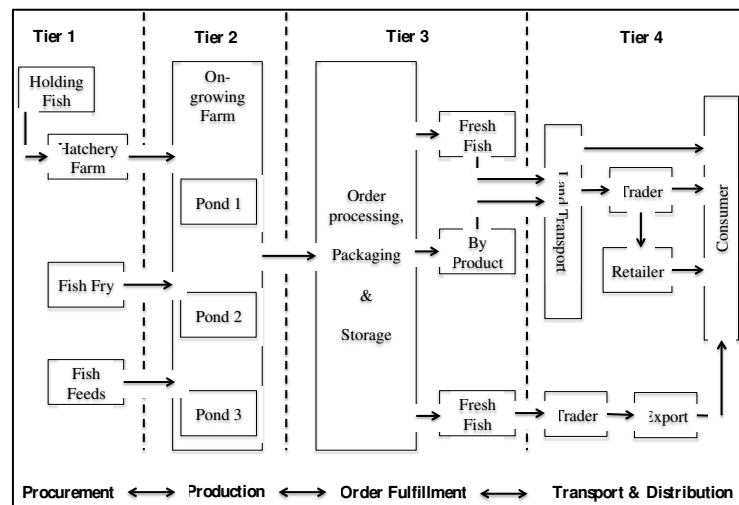 Tier 1
Tier 2
Tier 3
Tier 4
Holding
Fish
Hatchery
Farm
Fish Fry
Fish
Feeds
On-
growing
Farm
Pond 1
Pond 2
Pond 3
Order
processing,
Packaging
&
Storage
Fresh
Fish
By
Product
Fresh
Fish
Land Transport
Trader
Retailer
Consumer
Trader
Export
Procurement
Production
Order Fulfillment
Transport & Distribution